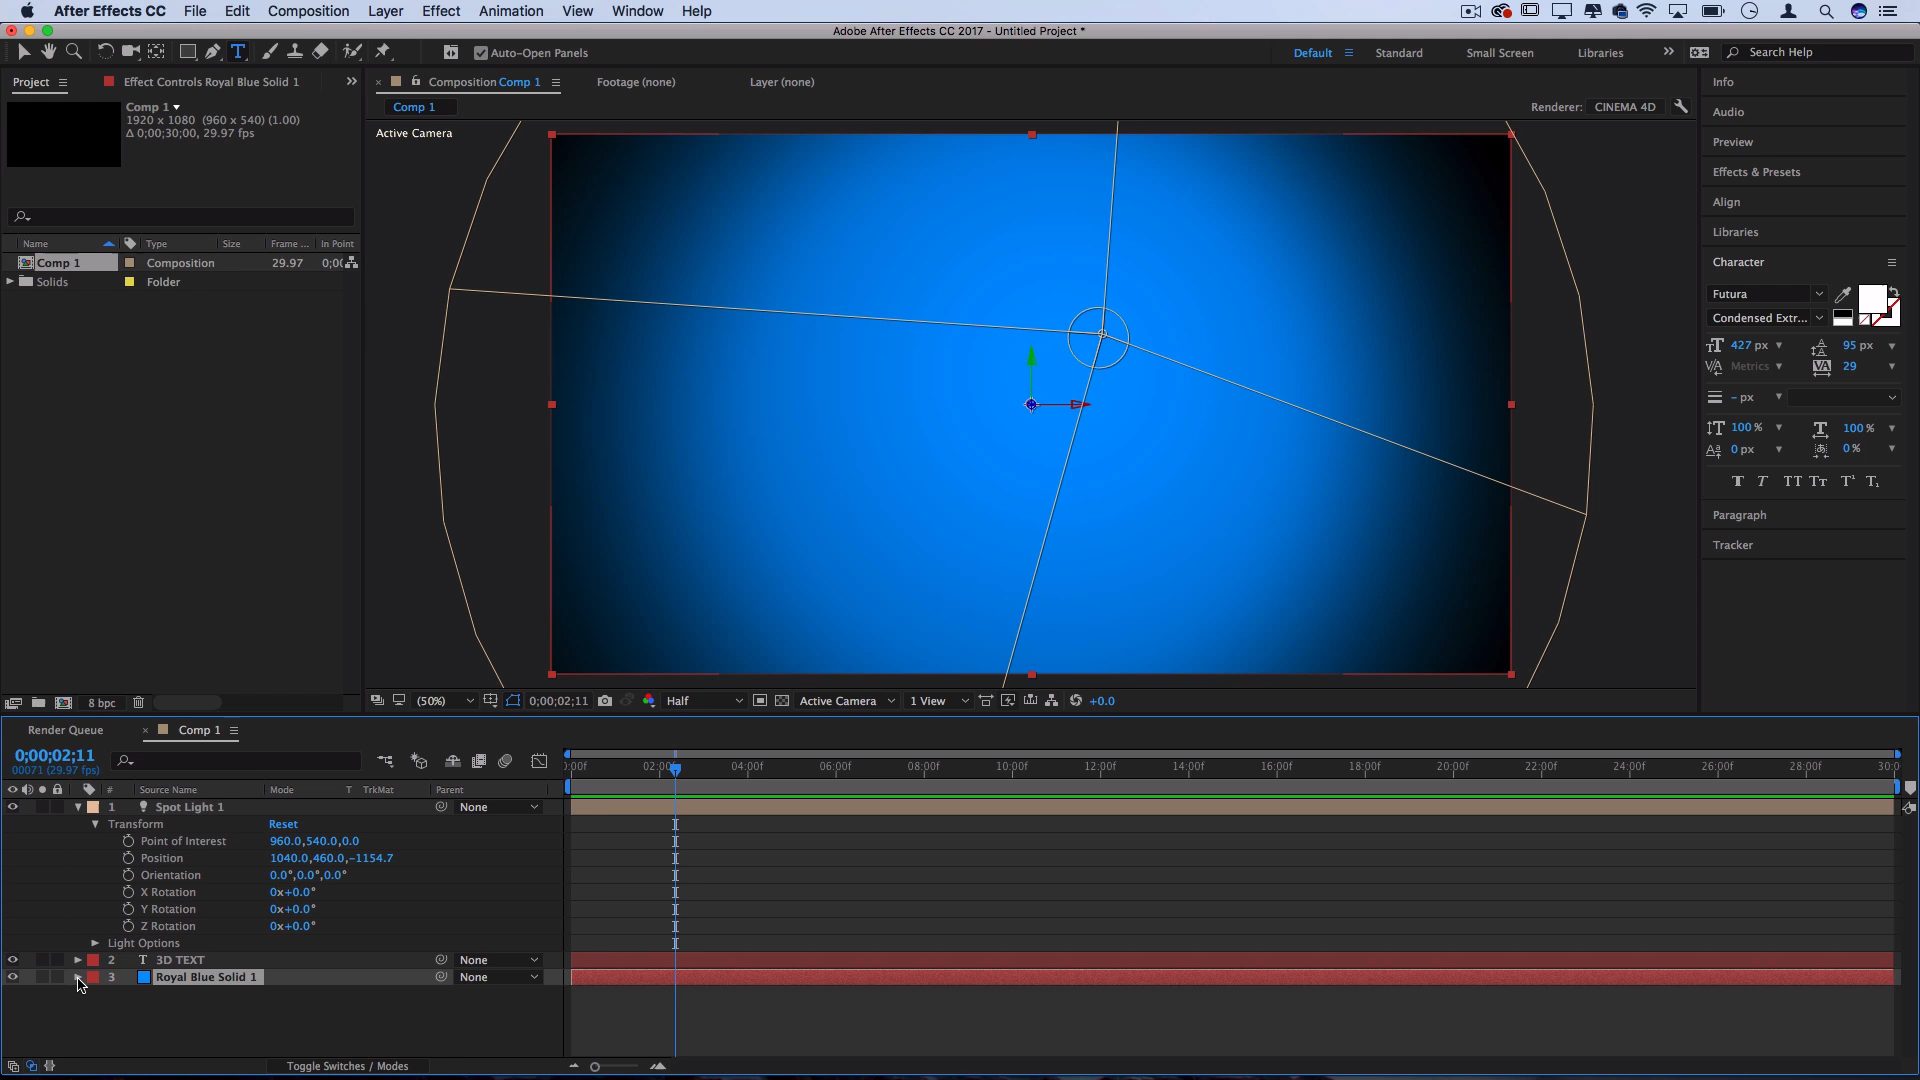 After Effects CC File Edit Composition Layer Effect Animation View Window Help
Adobe After Effects CC 2017 - Untitled Project *
Auto-Open Panels
Default Standard Small Screen Libraries Search Help
Project Effect Controls Royal Blue Solid 1
Composition Comp 1 Footage (none) Layer (none)
Comp 1
1920 x 1080 (960 x 540) (1.00)
Δ 0;00;30;00, 29.97 fps
Comp 1 Renderer: CINEMA 4D
Active Camera
Name Type Size Frame ... In Point
Comp 1 Composition 29.97 0;00
Solids Folder
8 bpc
(50%) 0;00;02;11 Half Active Camera 1 View +0.0
Info
Audio
Preview
Effects & Presets
Align
Libraries
Character
Futura
Condensed Extr...
427 px 95 px
Metrics 29
- px
100 % 100 %
0 px 0 %
T T TT Tt T¹ T₁
Paragraph
Tracker
Render Queue Comp 1
0;00;02;11
00071 (29.97 fps)
:00f 02:00f 04:00f 06:00f 08:00f 10:00f 12:00f 14:00f 16:00f 18:00f 20:00f 22:00f 24:00f 26:00f 28:00f 30:0
# Source Name Mode T TrkMat Parent
1 Spot Light 1 None
Transform Reset
Point of Interest 960.0,540.0,0.0
Position 1040.0,460.0,-1154.7
Orientation 0.0°,0.0°,0.0°
X Rotation 0x+0.0°
Y Rotation 0x+0.0°
Z Rotation 0x+0.0°
Light Options
2 T 3D TEXT None
3 Royal Blue Solid 1 None
Toggle Switches / Modes